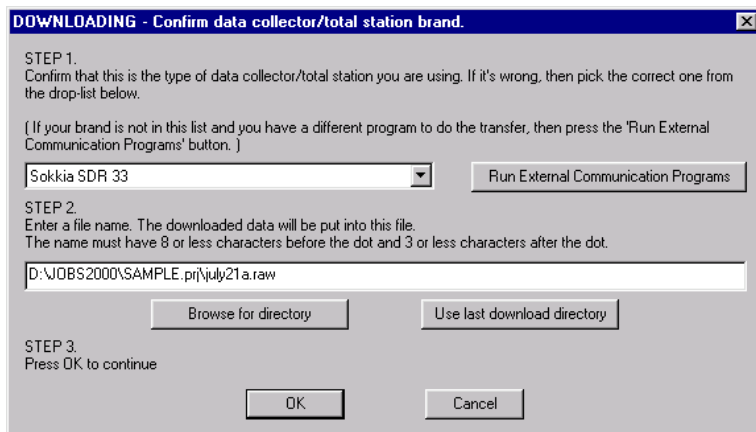 DOWNLOADING - Confirm data collector/total station brand.
STEP 1.
Confirm that this is the type of data collector/total station you are using. If it's wrong, then pick the correct one from
the drop-list below.
( If your brand is not in this list and you have a different program to do the transfer, then press the 'Run External
Communication Programs' button. )
Sokkia SDR 33
Run External Communication Programs
STEP 2.
Enter a file name. The downloaded data will be put into this file.
The name must have 8 or less characters before the dot and 3 or less characters after the dot.
D:\JOBS2000\SAMPLE.prj\july21a.raw
Browse for directory
Use last download directory
STEP 3.
Press OK to continue
OK
Cancel